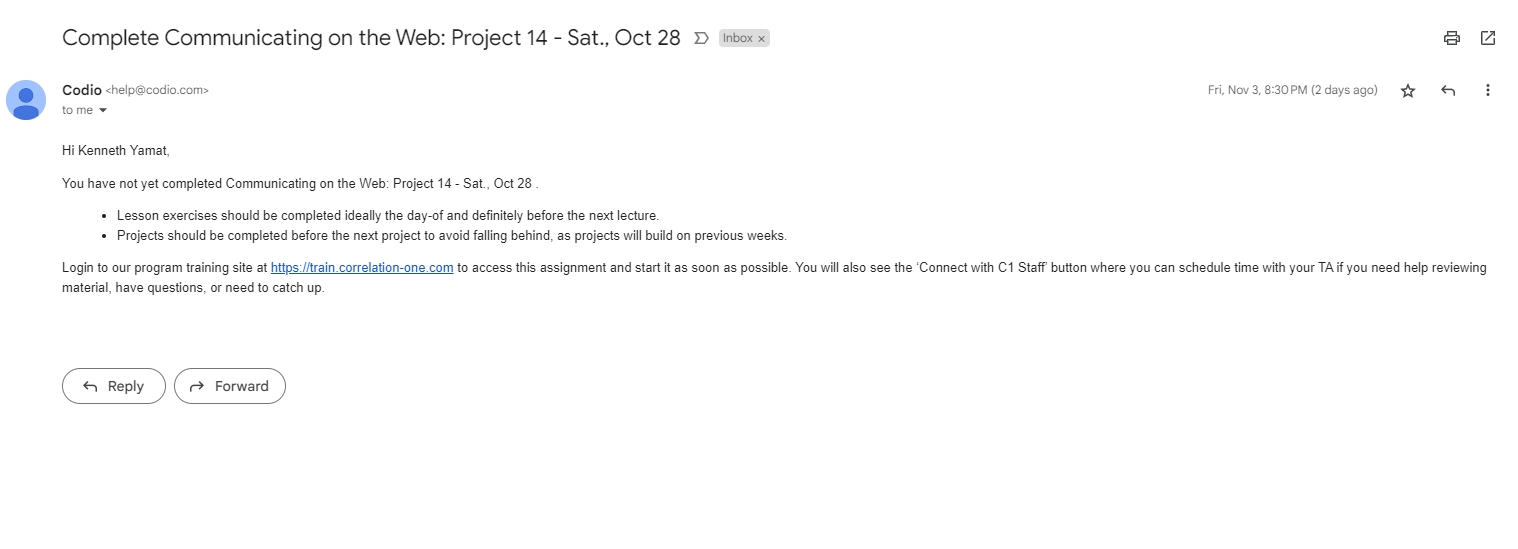 Complete Communicating on the Web: Project 14 - Sat., Oct 28 Inbox ×
Codio <help@codio.com> Fri, Nov 3, 8:30 PM (2 days ago)
to me
Hi Kenneth Yamat,
You have not yet completed Communicating on the Web: Project 14 - Sat., Oct 28 .
• Lesson exercises should be completed ideally the day-of and definitely before the next lecture.
• Projects should be completed before the next project to avoid falling behind, as projects will build on previous weeks.
Login to our program training site at https://train.correlation-one.com to access this assignment and start it as soon as possible. You will also see the ‘Connect with C1 Staff’ button where you can schedule time with your TA if you need help reviewing
material, have questions, or need to catch up.
Reply Forward